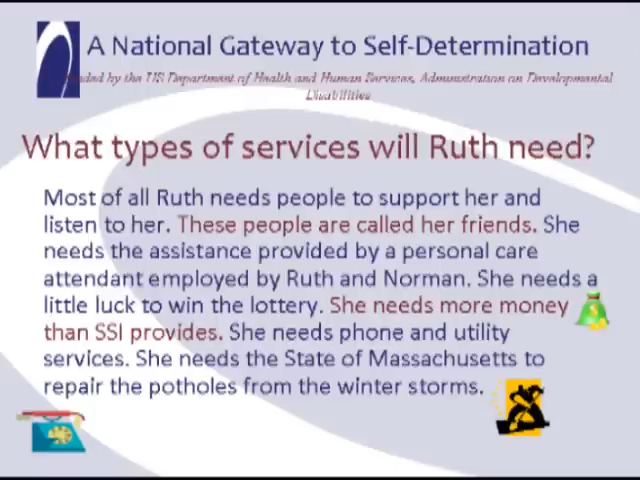 A National Gateway to Self-Determination
Funded by the US Department of Health and Human Services, Administration on Developmental
Disabilities
What types of services will Ruth need?
Most of all Ruth needs people to support her and
listen to her. These people are called her friends. She
needs the assistance provided by a personal care
attendant employed by Ruth and Norman. She needs a
little luck to win the lottery. She needs more money
than SSI provides. She needs phone and utility
services. She needs the State of Massachusetts to
repair the potholes from the winter storms.